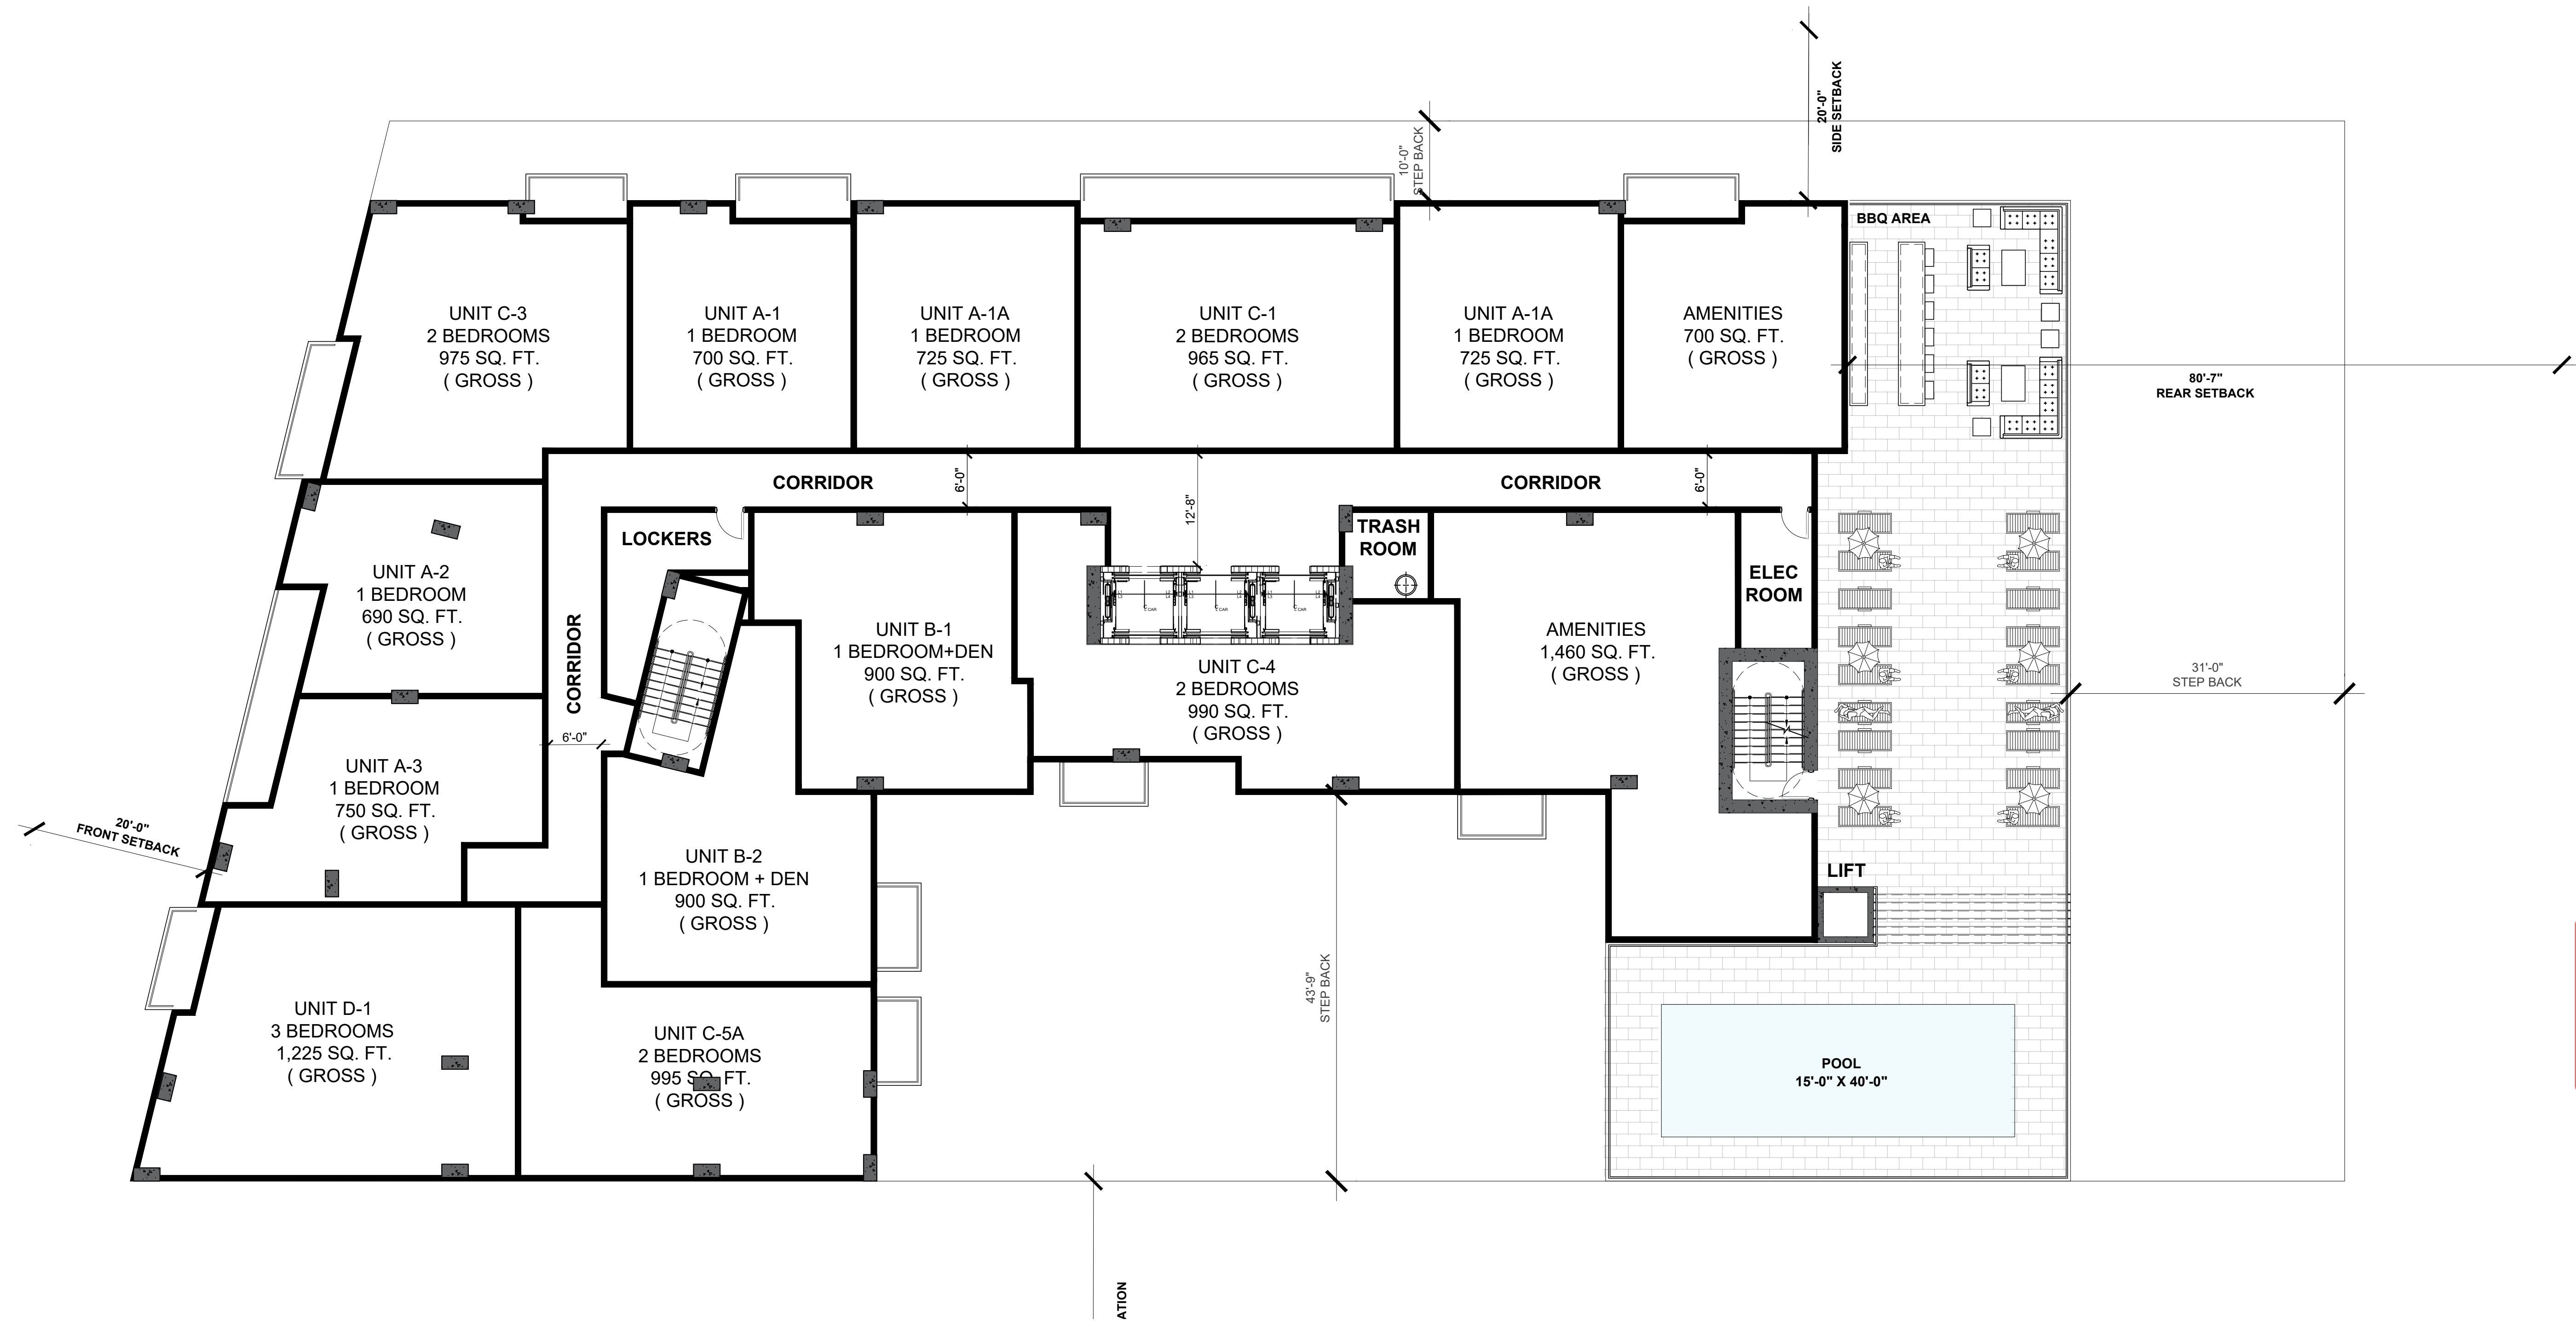 20'-0"
SIDE SETBACK
10'-0"
STEP BACK
BBQ AREA
UNIT C-3
2 BEDROOMS
975 SQ. FT.
( GROSS )
UNIT A-1
1 BEDROOM
700 SQ. FT.
( GROSS )
UNIT A-1A
1 BEDROOM
725 SQ. FT.
( GROSS )
UNIT C-1
2 BEDROOMS
965 SQ. FT.
( GROSS )
UNIT A-1A
1 BEDROOM
725 SQ. FT.
( GROSS )
AMENITIES
700 SQ. FT.
( GROSS )
80'-7"
REAR SETBACK
CORRIDOR
6'-0"
12'-8"
CORRIDOR
6'-0"
LOCKERS
TRASH
ROOM
ELEC
ROOM
UNIT A-2
1 BEDROOM
690 SQ. FT.
( GROSS )
CORRIDOR
6'-0"
CAR
CAR
CAR
UNIT B-1
1 BEDROOM+DEN
900 SQ. FT.
( GROSS )
UNIT C-4
2 BEDROOMS
990 SQ. FT.
( GROSS )
AMENITIES
1,460 SQ. FT.
( GROSS )
31'-0"
STEP BACK
UNIT A-3
1 BEDROOM
750 SQ. FT.
( GROSS )
20'-0"
FRONT SETBACK
UNIT B-2
1 BEDROOM + DEN
900 SQ. FT.
( GROSS )
LIFT
43'-9"
STEP BACK
UNIT D-1
3 BEDROOMS
1,225 SQ. FT.
( GROSS )
UNIT C-5A
2 BEDROOMS
995 SQ. FT.
( GROSS )
POOL
15'-0" X 40'-0"
ATION